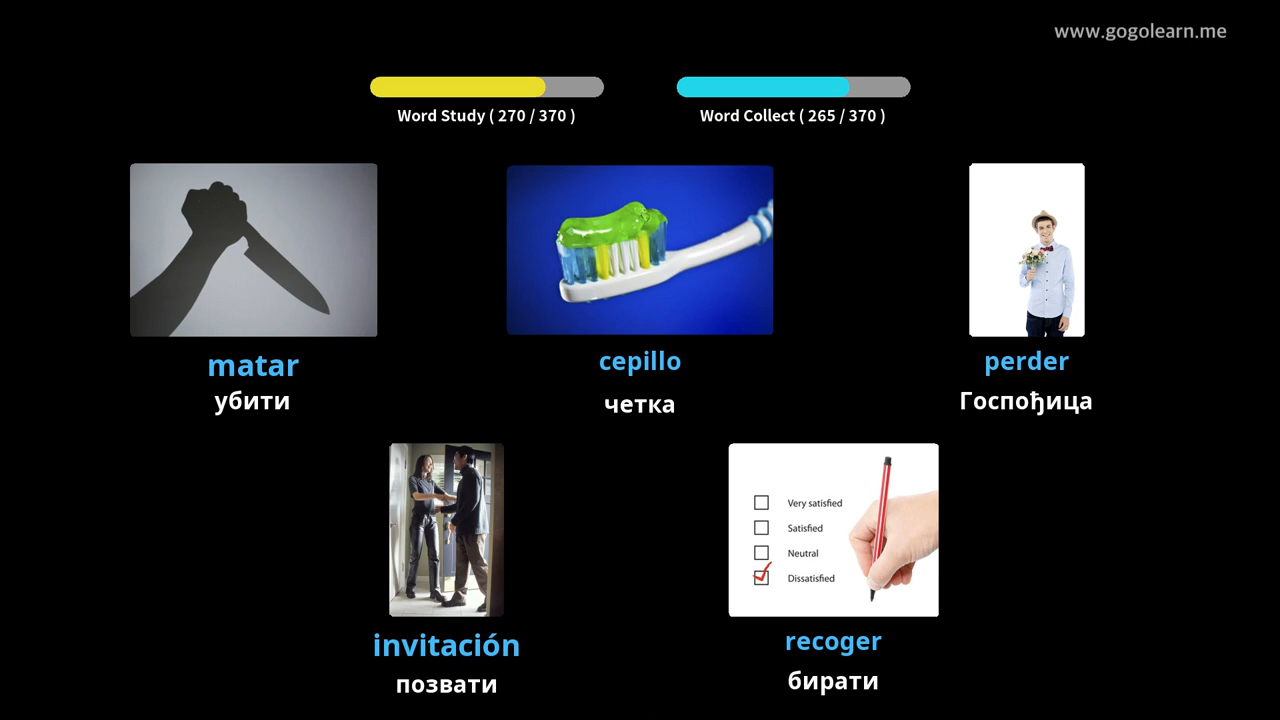 www.gogolearn.me
Word Study ( 270 / 370 )
Word Collect ( 265 / 370 )
matar
убити
cepillo
четка
perder
Госпођица
invitación
позвати
Very satisfied
Satisfied
Neutral
Dissatisfied
recoger
бирати